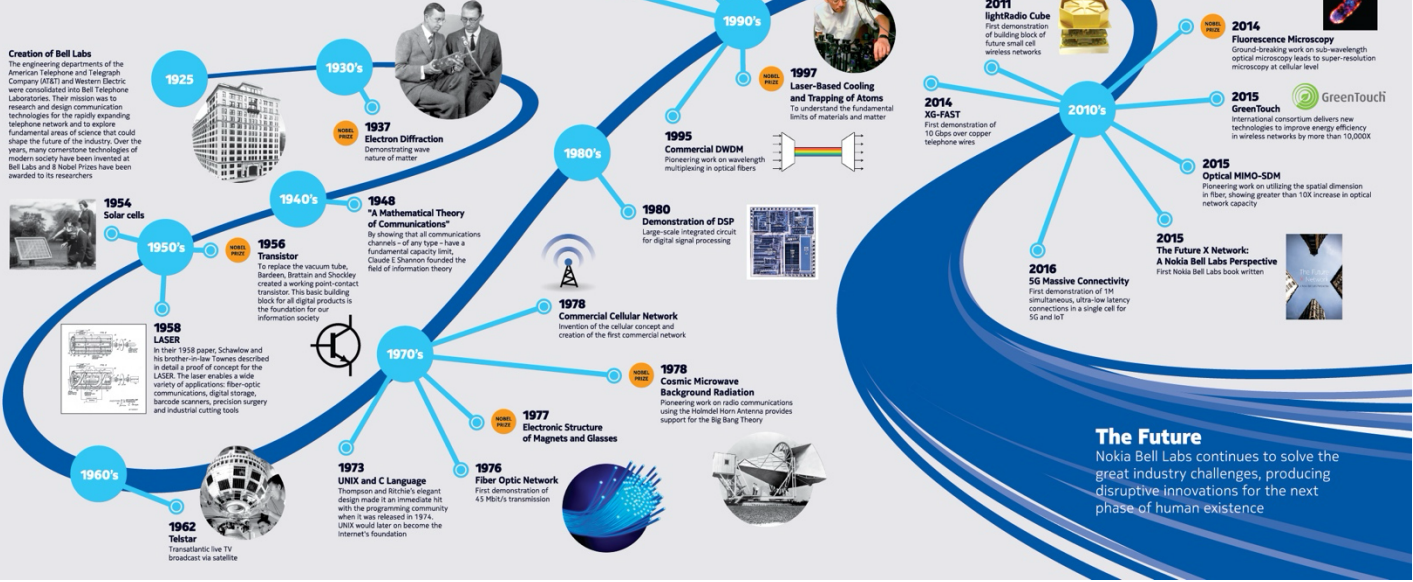 Creation of Bell Labs
The engineering departments of the
American Telephone and Telegraph
Company (AT&T) and Western Electric
were consolidated into Bell Telephone
Laboratories. Their mission was to
research and design communication
technologies for the rapidly expanding
telephone network and to explore
fundamental areas of science that could
shape the future of the industry. Over the
years, many cornerstone technologies of
modern society have been invented at
Bell Labs and 8 Nobel Prizes have been
awarded to its researchers
1925
1930's
NOBEL
PRIZE
1937
Electron Diffraction
Demonstrating wave
nature of matter
1940's
1948
"A Mathematical Theory
of Communications"
By showing that all communications
channels – of any type – have a
fundamental capacity limit,
Claude E Shannon founded the
field of information theory
1950's
1954
Solar cells
NOBEL
PRIZE
1956
Transistor
To replace the vacuum tube,
Bardeen, Brattain and Shockley
created a working point-contact
transistor. This basic building
block for all digital products is
the foundation for our
information society
1958
LASER
In their 1958 paper, Schawlow and
his brother-in-law Townes described
in detail a proof of concept for the
LASER. The laser enables a wide
variety of applications: fiber-optic
communications, digital storage,
barcode scanners, precision surgery
and industrial cutting tools
1960's
1962
Telstar
Transatlantic live TV
broadcast via satellite
1970's
1973
UNIX and C Language
Thompson and Ritchie's elegant
design made it an immediate hit
with the programming community
when it was released in 1974.
UNIX would later on become the
Internet's foundation
1976
Fiber Optic Network
First demonstration of
45 Mbit/s transmission
NOBEL
PRIZE
1977
Electronic Structure
of Magnets and Glasses
NOBEL
PRIZE
1978
Cosmic Microwave
Background Radiation
Pioneering work on radio communications
using the Holmdel Horn Antenna provides
support for the Big Bang Theory
1978
Commercial Cellular Network
Invention of the cellular concept and
creation of the first commercial network
1980's
1980
Demonstration of DSP
Large-scale integrated circuit
for digital signal processing
1990's
1995
Commercial DWDM
Pioneering work on wavelength
multiplexing in optical fibers
NOBEL
PRIZE
1997
Laser-Based Cooling
and Trapping of Atoms
To understand the fundamental
limits of materials and matter
2010's
2011
lightRadio Cube
First demonstration
of building block of
future small cell
wireless networks
2014
XG-FAST
First demonstration of
10 Gbps over copper
telephone wires
NOBEL
PRIZE
2014
Fluorescence Microscopy
Ground-breaking work on sub-wavelength
optical microscopy leads to super-resolution
microscopy at cellular level
2015
GreenTouch
International consortium delivers new
technologies to improve energy efficiency
in wireless networks by more than 10,000X
GreenTouch
2015
Optical MIMO-SDM
Pioneering work on utilizing the spatial dimension
in fiber, showing greater than 10X increase in optical
network capacity
2015
The Future X Network:
A Nokia Bell Labs Perspective
First Nokia Bell Labs book written
2016
5G Massive Connectivity
First demonstration of 1M
simultaneous, ultra-low latency
connections in a single cell for
5G and IoT
The Future
Nokia Bell Labs continues to solve the
great industry challenges, producing
disruptive innovations for the next
phase of human existence